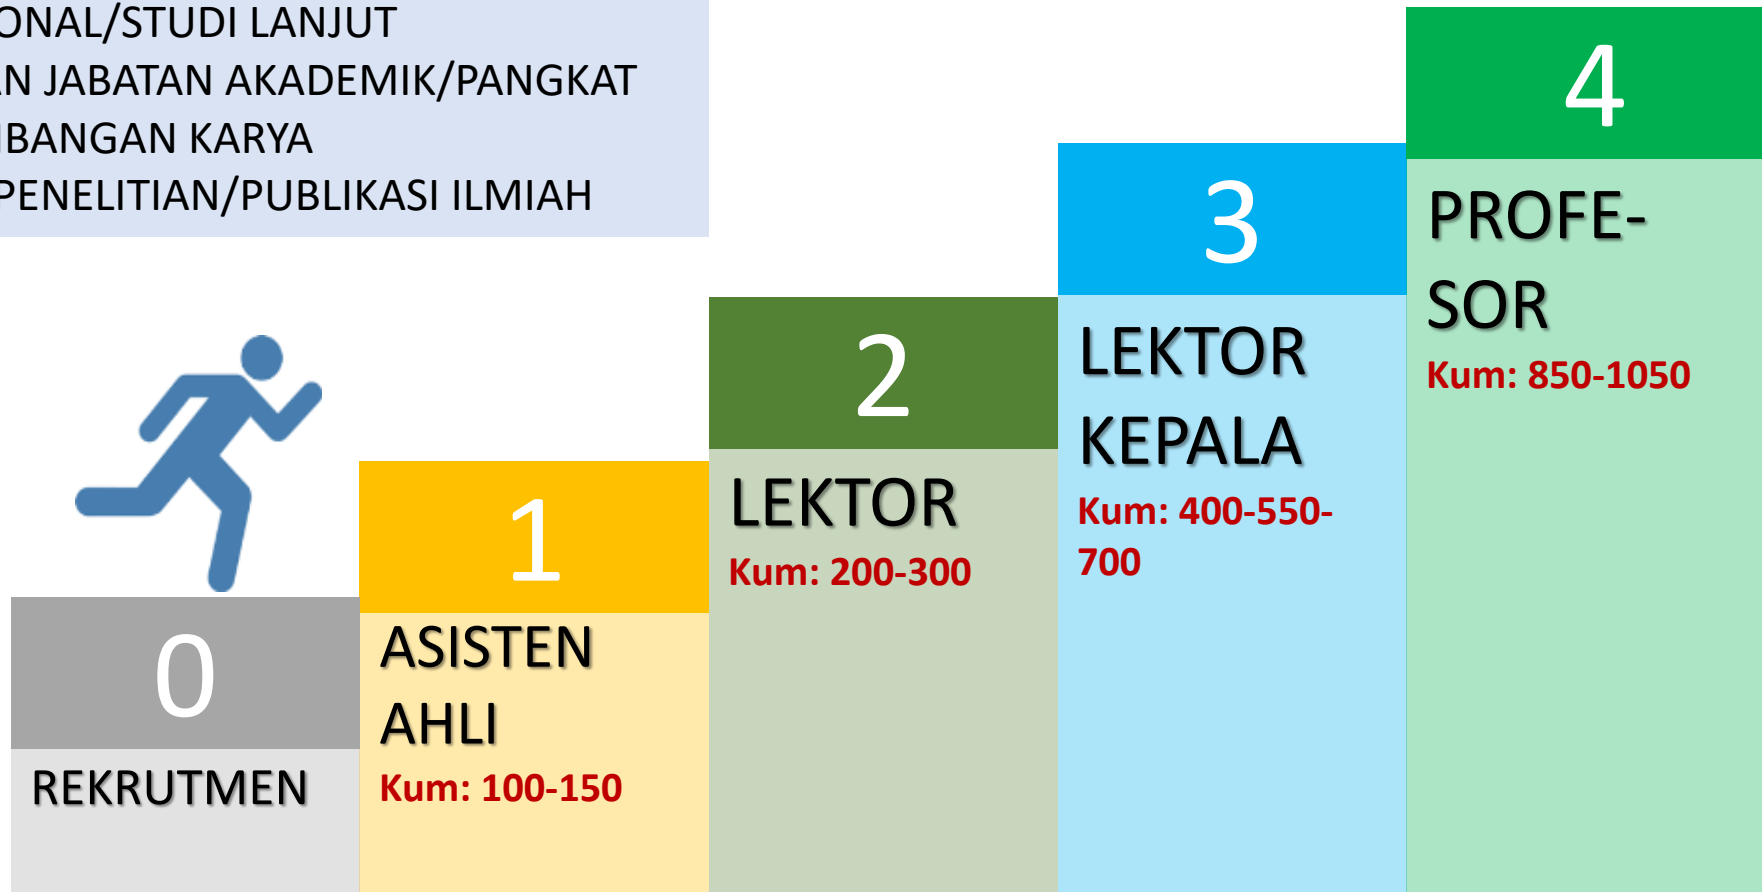 ONAL/STUDI LANJUT
N JABATAN AKADEMIK/PANGKAT
BANGAN KARYA
PENELITIAN/PUBLIKASI ILMIAH
0
REKRUTMEN
1
ASISTEN
AHLI
Kum: 100-150
2
LEKTOR
Kum: 200-300
3
LEKTOR
KEPALA
Kum: 400-550-
700
4
PROFE-
SOR
Kum: 850-1050